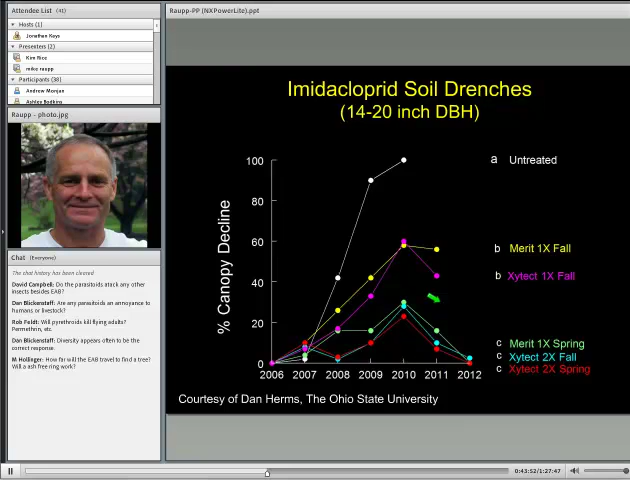 Attendee List (41)
Hosts (1)
Jonathan Kays
Presenters (2)
Kim Rice
mike raupp
Participants (38)
Andrew Monjan
Ashley Bodkins
Raupp - photo.jpg
Chat (Everyone)
The chat history has been cleared
David Campbell: Do the parasitoids attack any other
insects besides EAB?
Dan Blickenstaff: Are any parasitoids an annoyance to
humans or livestock?
Rob Feldt: Will pyrethroids kill flying adults?
Permethrin, etc.
Dan Blickenstaff: Diversity appears often to be the
correct response.
M Hollinger: How far will the EAB travel to find a tree?
Will a ash free ring work?
Raupp-PP (NXPowerLite).ppt
Imidacloprid Soil Drenches
(14-20 inch DBH)
% Canopy Decline
100
80
60
40
20
0
2006 2007 2008 2009 2010 2011 2012
a Untreated
b Merit 1X Fall
b Xytect 1X Fall
c Merit 1X Spring
c Xytect 2X Fall
c Xytect 2X Spring
Courtesy of Dan Herms, The Ohio State University
0:43:52/1:27:47